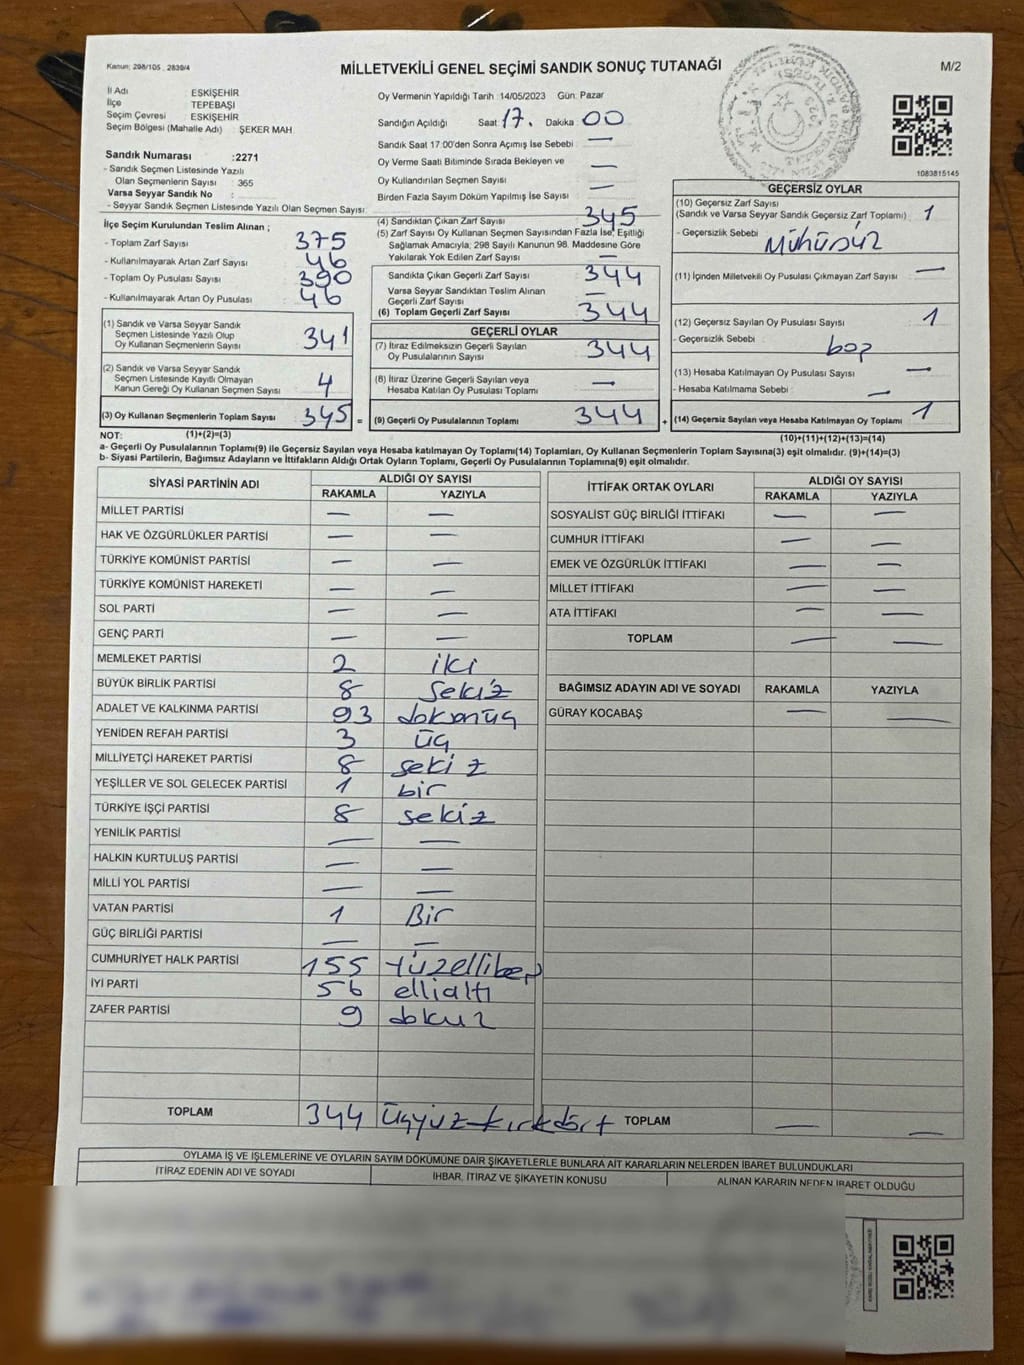 Kanun: 298/105 , 2839/4
MİLLETVEKİLİ GENEL SEÇİMİ SANDIK SONUÇ TUTANAĞI
M/2
İl Adı : ESKİŞEHİR
İlçe : TEPEBAŞI
Seçim Çevresi : ESKİŞEHİR
Seçim Bölgesi (Mahalle Adı) : ŞEKER MAH
Sandık Numarası :2271
- Sandık Seçmen Listesinde Yazılı
Olan Seçmenlerin Sayısı : 365
Varsa Seyyar Sandık No :
- Seyyar Sandık Listesinde Yazılı Olan Seçmen Sayısı:
Oy Vermenin Yapıldığı Tarih :14/05/2023 Gün: Pazar
Sandığın Açıldığı Saat :17. Dakika :00
Sandık Saat 17:00'den Sonra Açımış İse Sebebi : —
Oy Verme Saati Bitiminde Sırada Bekleyen ve
Oy Kullandırılan Seçmen Sayısı : —
Birden Fazla Sayım Döküm Yapılmış İse Sayısı : —
1083815145
İlçe Seçim Kurulundan Teslim Alınan ;
- Toplam Zarf Sayısı : 375
- Kullanılmayarak Artan Zarf Sayısı : 46
- Toplam Oy Pusulası Sayısı : 390
- Kullanılmayarak Artan Oy Pusulası : 46
(4) Sandıktan Çıkan Zarf Sayısı : 345
(5) Zarf Sayısı Oy Kullanan Seçmen Sayısından Fazla İse, Eşitliği
Sağlamak Amacıyla; 298 Sayılı Kanunun 98. Maddesine Göre
Yakılarak Yok Edilen Zarf Sayısı : —
Sandıkta Çıkan Geçerli Zarf Sayısı : 344
Varsa Seyyar Sandıktan Teslim Alınan
Geçerli Zarf Sayısı : —
(6) Toplam Geçerli Zarf Sayısı : 344
GEÇERSİZ OYLAR
(10) Geçersiz Zarf Sayısı
(Sandık ve Varsa Seyyar Sandık Geçersiz Zarf Toplamı) : 1
- Geçersizlik Sebebi : Mühürsüz
(11) İçinden Milletvekili Oy Pusulası Çıkmayan Zarf Sayısı : —
(12) Geçersiz Sayılan Oy Pusulası Sayısı : 1
- Geçersizlik Sebebi : boş
(13) Hesaba Katılmayan Oy Pusulası Sayısı : —
- Hesaba Katılmama Sebebi : —
(14) Geçersiz Sayılan veya Hesaba Katılmayan Oy Toplamı : 1
(10)+(11)+(12)+(13)=(14)
(1) Sandık ve Varsa Seyyar Sandık
Seçmen Listesinde Yazılı Olup
Oy Kullanan Seçmenlerin Sayısı : 341
(2) Sandık ve Varsa Seyyar Sandık
Seçmen Listesinde Kayıtlı Olmayan
Kanun Gereği Oy Kullanan Seçmen Sayısı : 4
(3) Oy Kullanan Seçmenlerin Toplam Sayısı : 345 =
GEÇERLİ OYLAR
(7) İtiraz Edilmeksizin Geçerli Sayılan
Oy Pusulalarının Sayısı : 344
(8) İtiraz Üzerine Geçerli Sayılan veya
Hesaba Katılan Oy Pusulası Toplamı : —
(9) Geçerli Oy Pusulalarının Toplamı : 344 +
NOT: (1)+(2)=(3)
a- Geçerli Oy Pusulalarının Toplamı(9) ile Geçersiz Sayılan veya Hesaba katılmayan Oy Toplamı(14) Toplamları, Oy Kullanan Seçmenlerin Toplam Sayısına(3) eşit olmalıdır. (9)+(14)=(3)
b- Siyasi Partilerin, Bağımsız Adayların ve İttifakların Aldığı Ortak Oyların Toplamı, Geçerli Oy Pusulalarının Toplamına(9) eşit olmalıdır.
SİYASİ PARTİNİN ADI ALDIĞI OY SAYISI
RAKAMLA YAZIYLA
MİLLET PARTİSİ — —
HAK VE ÖZGÜRLÜKLER PARTİSİ — —
TÜRKİYE KOMÜNİST PARTİSİ — —
TÜRKİYE KOMÜNİST HAREKETİ — —
SOL PARTİ — —
GENÇ PARTİ — —
MEMLEKET PARTİSİ 2 iki
BÜYÜK BİRLİK PARTİSİ 8 Sekiz
ADALET VE KALKINMA PARTİSİ 93 doksanüç
YENİDEN REFAH PARTİSİ 3 üç
MİLLİYETÇİ HAREKET PARTİSİ 8 sekiz
YEŞİLLER VE SOL GELECEK PARTİSİ 1 bir
TÜRKİYE İŞÇİ PARTİSİ 8 sekiz
YENİLİK PARTİSİ — —
HALKIN KURTULUŞ PARTİSİ — —
MİLLİ YOL PARTİSİ — —
VATAN PARTİSİ 1 Bir
GÜÇ BİRLİĞİ PARTİSİ — —
CUMHURİYET HALK PARTİSİ 155 yüzellibeş
İYİ PARTİ 56 ellialtı
ZAFER PARTİSİ 9 dokuz
TOPLAM 344 Üçyüz-kırkdört
İTTİFAK ORTAK OYLARI ALDIĞI OY SAYISI
RAKAMLA YAZIYLA
SOSYALİST GÜÇ BİRLİĞİ İTTİFAKI — —
CUMHUR İTTİFAKI — —
EMEK VE ÖZGÜRLÜK İTTİFAKI — —
MİLLET İTTİFAKI — —
ATA İTTİFAKI — —
TOPLAM — —
BAĞIMSIZ ADAYIN ADI VE SOYADI RAKAMLA YAZIYLA
GÜRAY KOCABAŞ — —
TOPLAM — —
OYLAMA İŞ VE İŞLEMLERİNE VE OYLARIN SAYIM DÖKÜMÜNE DAİR ŞİKAYETLERLE BUNLARA AİT KARARLARIN NELERDEN İBARET BULUNDUKLARI
İTİRAZ EDENİN ADI VE SOYADI İHBAR, İTİRAZ VE ŞİKAYETİN KONUSU ALINAN KARARIN NEDEN İBARET OLDUĞU